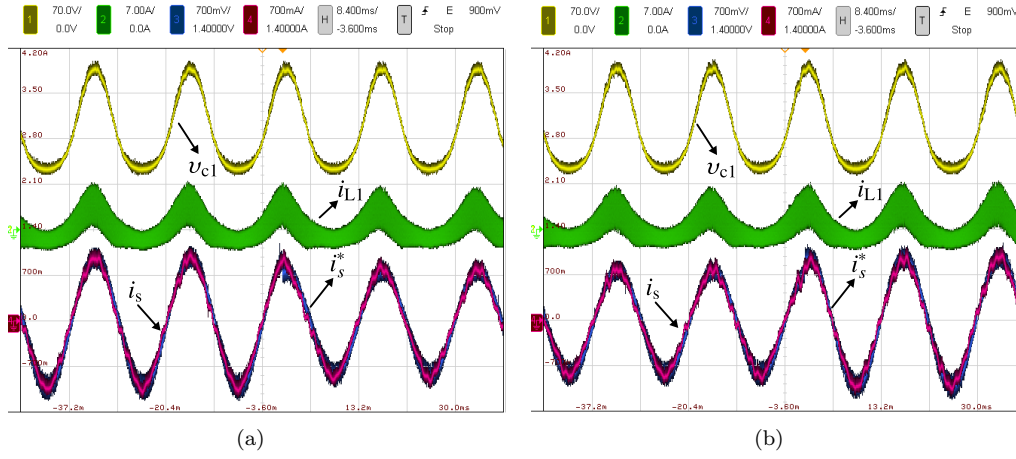 1 70.0V/ 0.0V 2 7.00A/ 0.0A 3 700mV/ 1.40000V 4 700mA/ 1.40000A H 8.400ms/ -3.600ms T E 900mV Stop
4.20A
3.50
2.80
υc1
2.10
iL1
2
700m
is
is*
0.0
-37.2m -20.4m -3.60m 13.2m 30.0ms
(a)
1 70.0V/ 0.0V 2 7.00A/ 0.0A 3 700mV/ 1.40000V 4 700mA/ 1.40000A H 8.400ms/ -3.600ms T E 900mV Stop
4.20A
3.50
2.80
υc1
2.10
iL1
2
700m
is
is*
0.0
-37.2m -20.4m -3.60m 13.2m 30.0ms
(b)